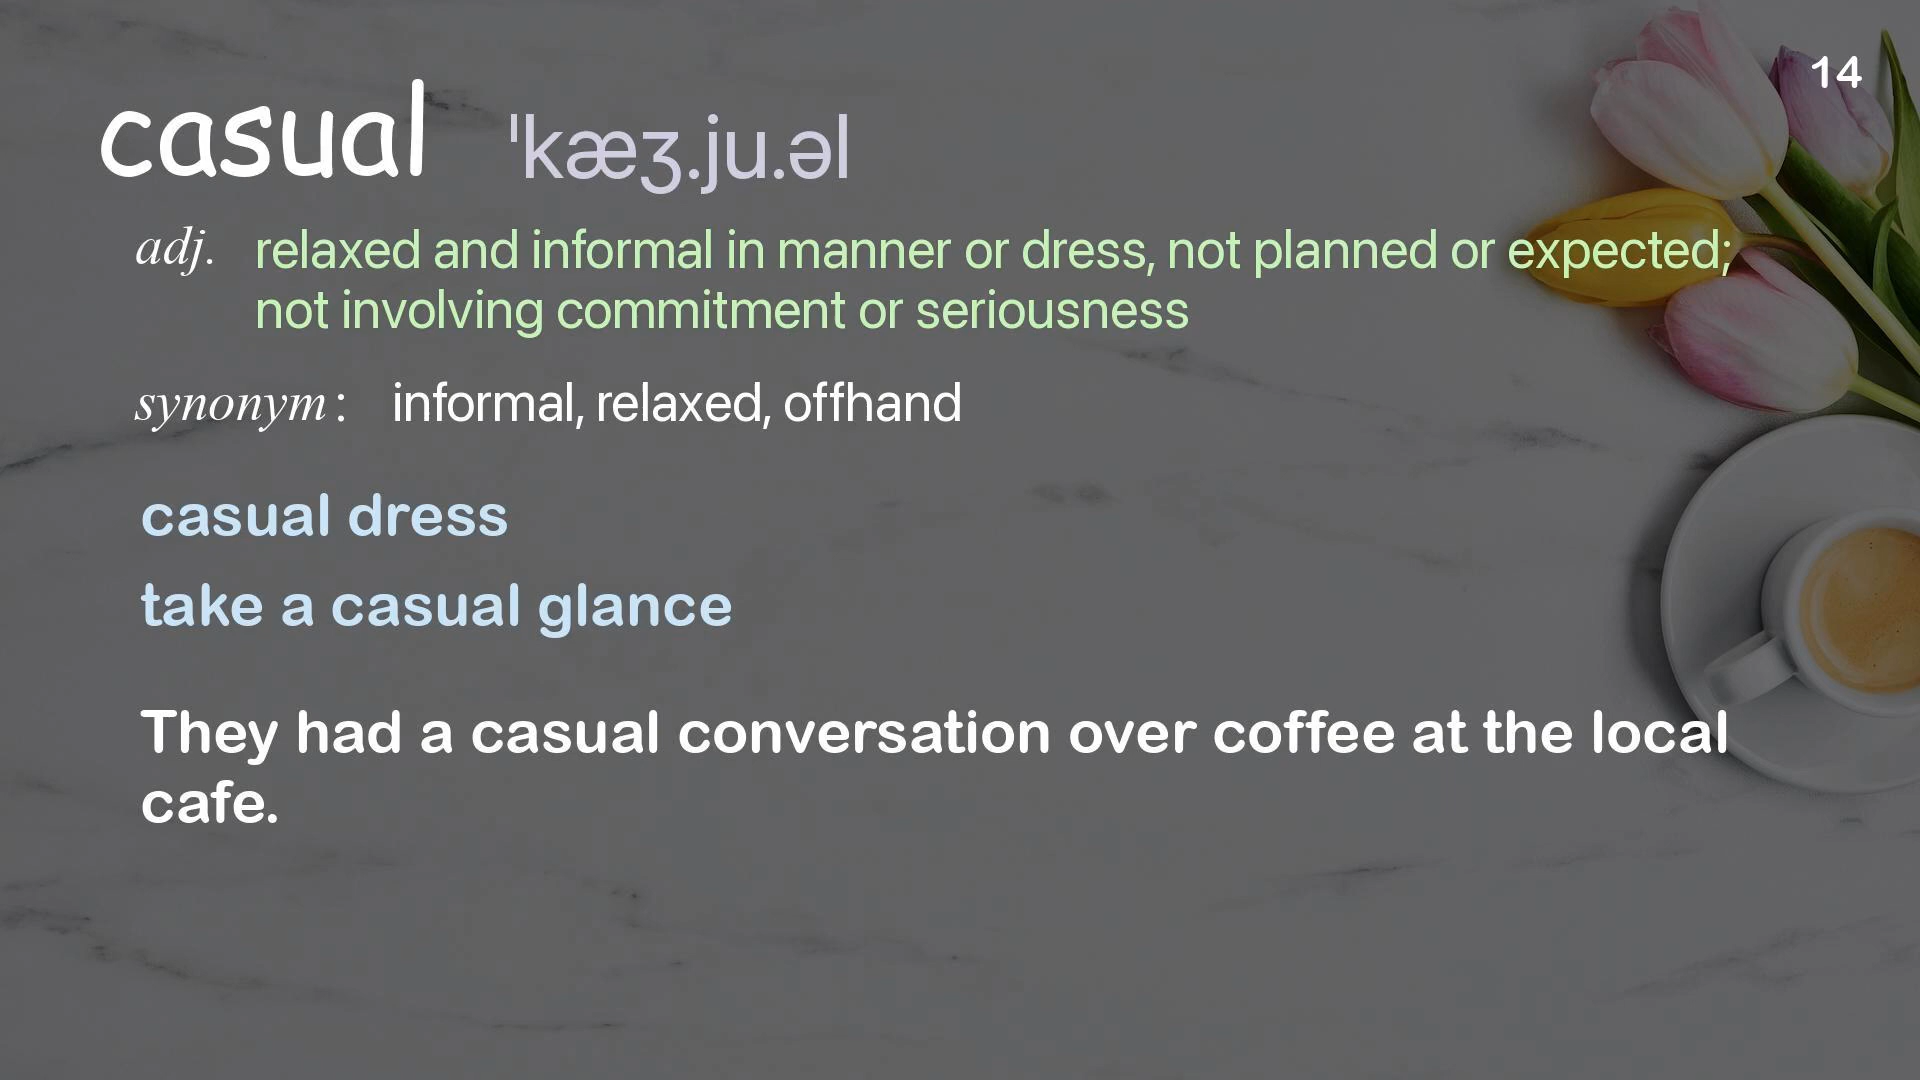 14
casual ˈkæʒ.ju.əl
adj. relaxed and informal in manner or dress, not planned or expected;
not involving commitment or seriousness
synonym: informal, relaxed, offhand
casual dress
take a casual glance
They had a casual conversation over coffee at the local
cafe.